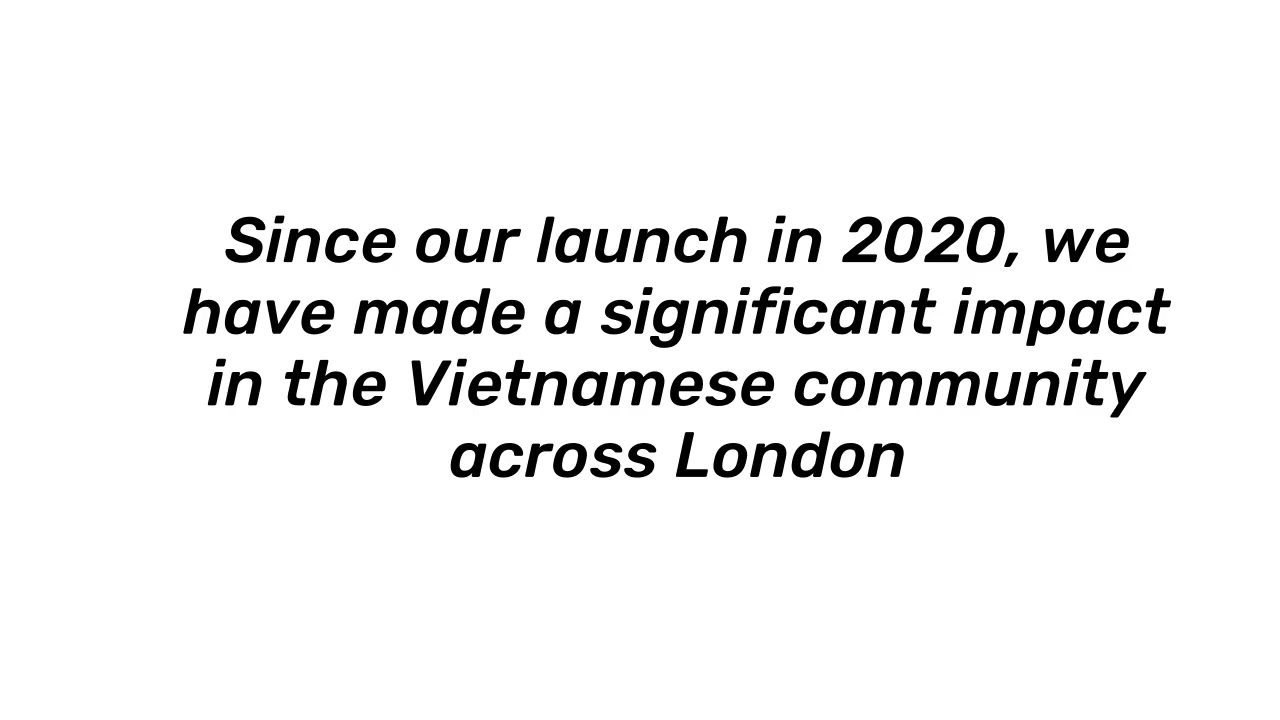 Since our launch in 2020, we
have made a significant impact
in the Vietnamese community
across London